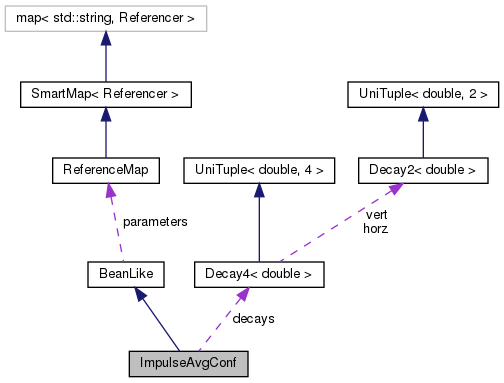 map< std::string, Referencer >
SmartMap< Referencer >
UniTuple< double, 2 >
ReferenceMap
UniTuple< double, 4 >
Decay2< double >
parameters
vert
horz
BeanLike
Decay4< double >
decays
ImpulseAvgConf